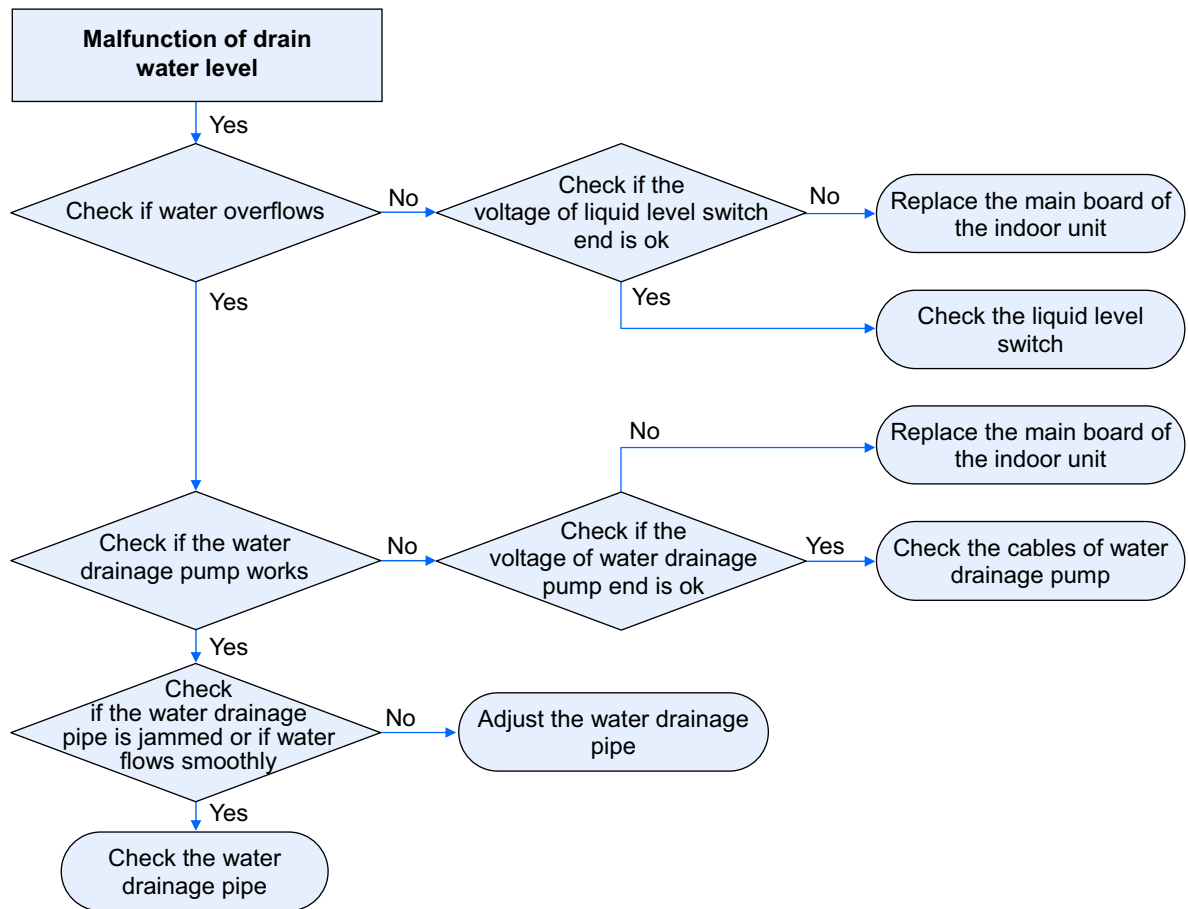 Malfunction of drain
water level
Yes
Check if water overflows
No
Check if the
voltage of liquid level switch
end is ok
No
Replace the main board of
the indoor unit
Yes
Yes
Check the liquid level
switch
No
Replace the main board of
the indoor unit
Check if the water
drainage pump works
No
Check if the
voltage of water drainage
pump end is ok
Yes
Check the cables of water
drainage pump
Yes
Check
if the water drainage
pipe is jammed or if water
flows smoothly
No
Adjust the water drainage
pipe
Yes
Check the water
drainage pipe